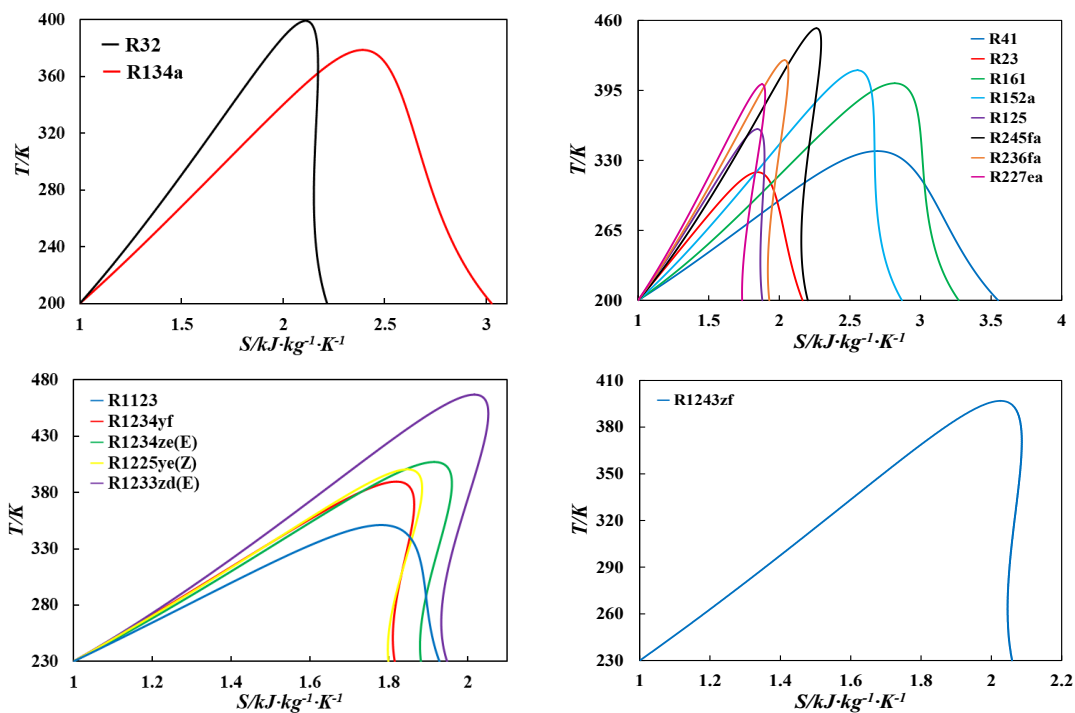 R32
R134a
400
360
320
280
240
200
T/K
1
1.5
2
2.5
3
S/kJ·kg⁻¹·K⁻¹
R41
R23
R161
R152a
R125
R245fa
R236fa
R227ea
460
395
330
265
200
T/K
1
1.5
2
2.5
3
3.5
4
S/kJ·kg⁻¹·K⁻¹
R1123
R1234yf
R1234ze(E)
R1225ye(Z)
R1233zd(E)
480
430
380
330
280
230
T/K
1
1.2
1.4
1.6
1.8
2
S/kJ·kg⁻¹·K⁻¹
R1243zf
410
380
350
320
290
260
230
T/K
1
1.2
1.4
1.6
1.8
2
2.2
S/kJ·kg⁻¹·K⁻¹